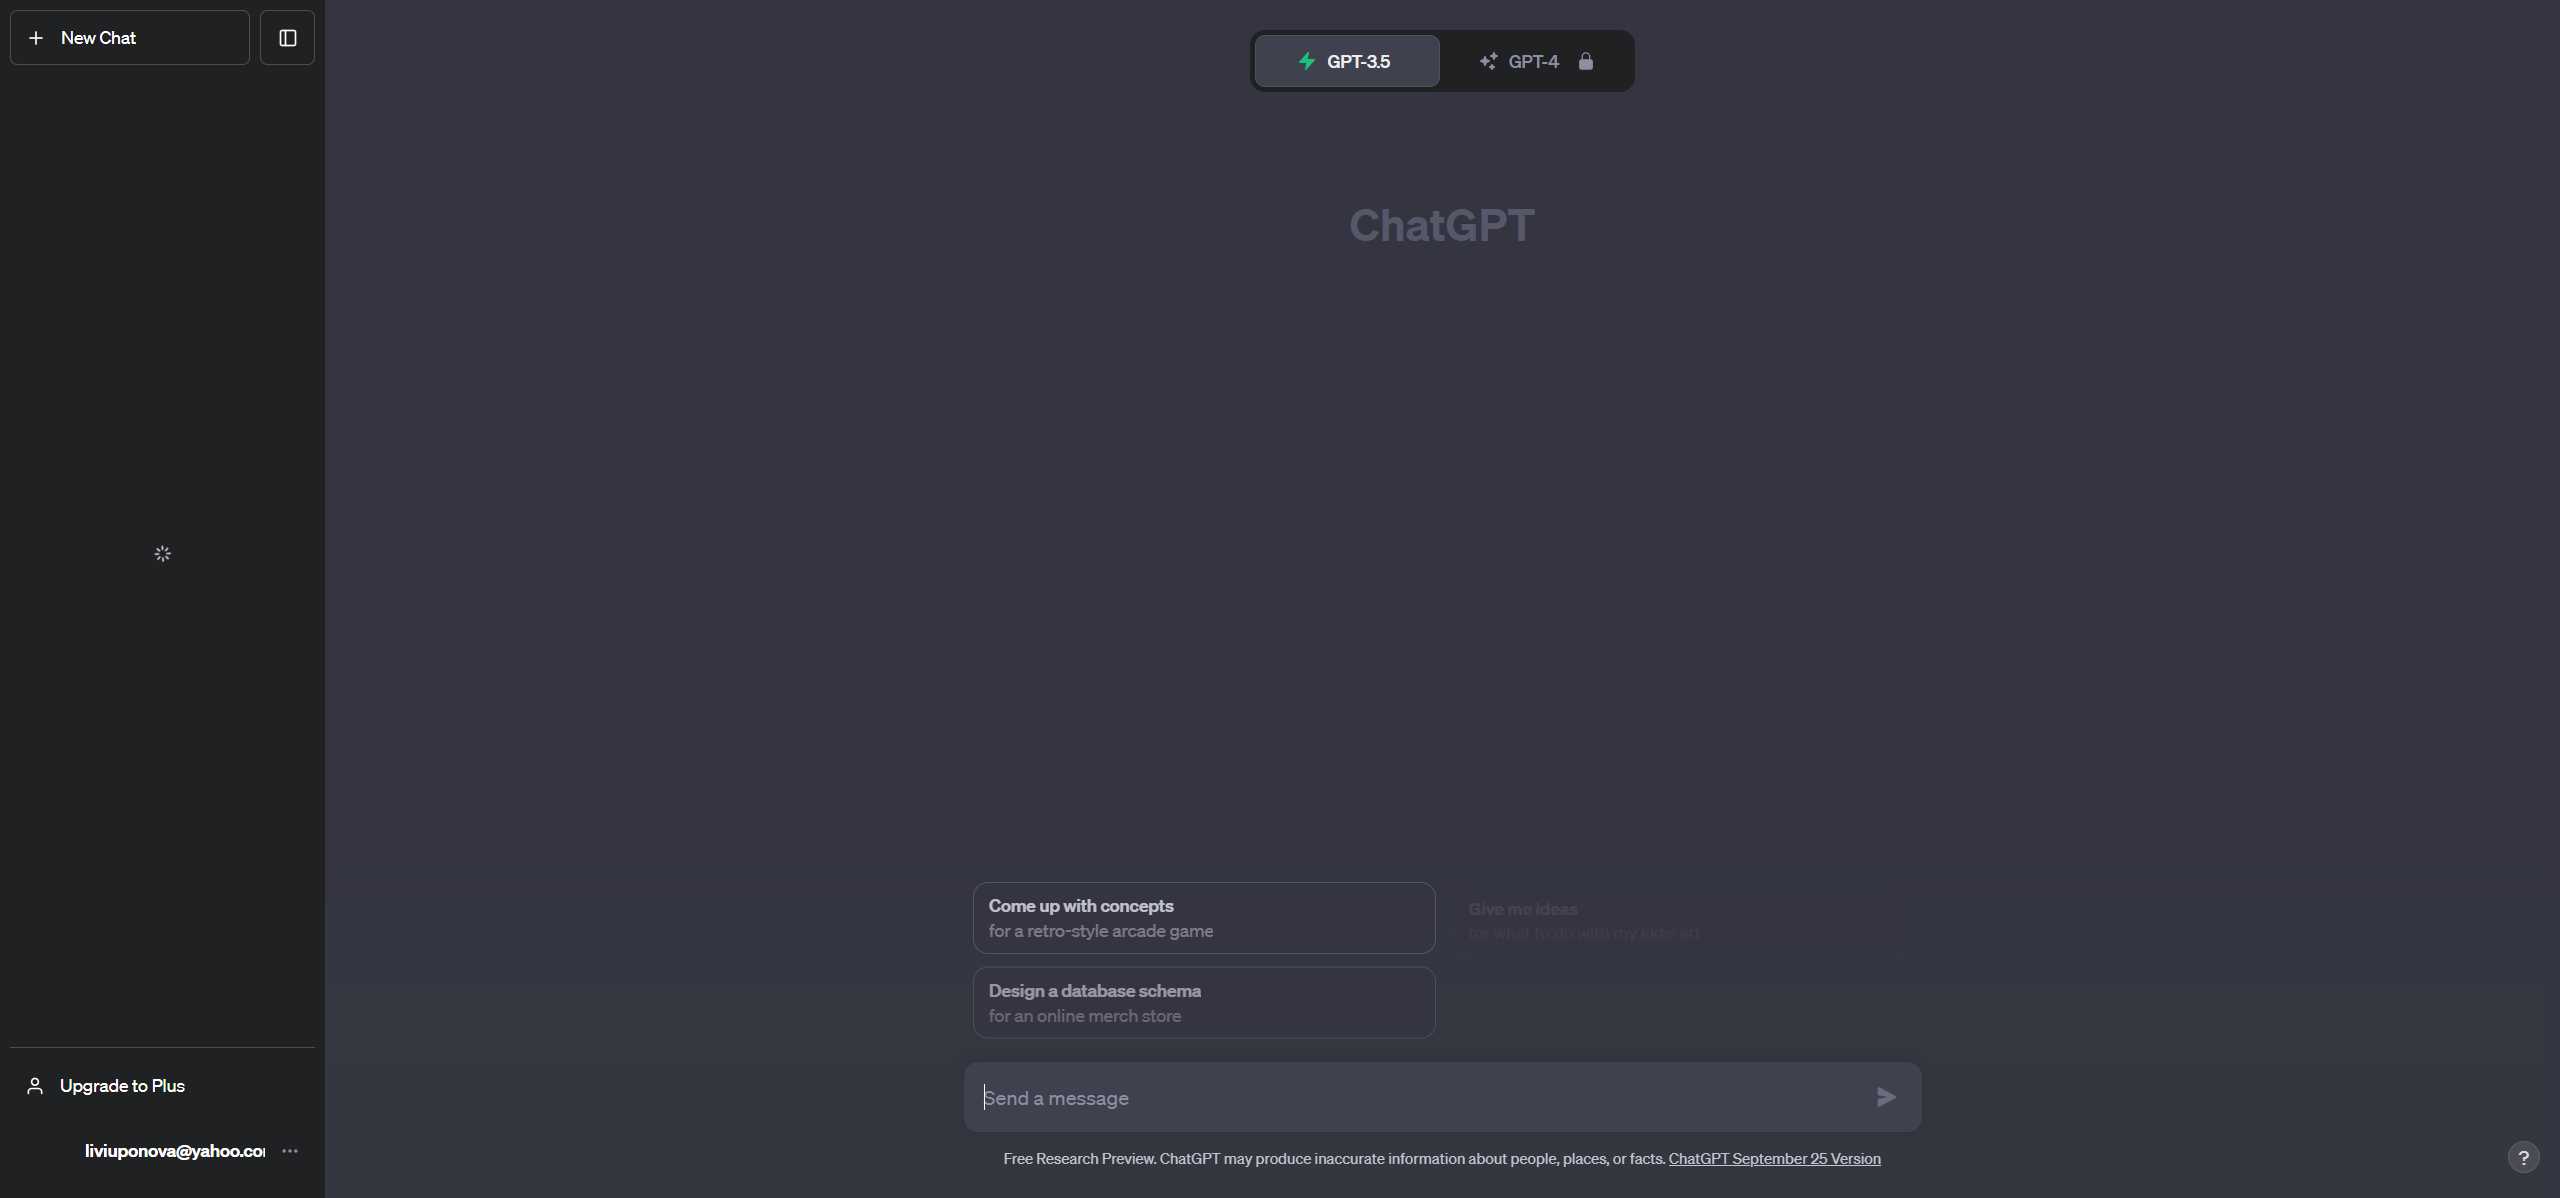 New Chat
GPT-3.5
GPT-4
ChatGPT
Come up with concepts
for a retro-style arcade game
Give me ideas
for what to do with my kids' art
Design a database schema
for an online merch store
Send a message
Free Research Preview. ChatGPT may produce inaccurate information about people, places, or facts. ChatGPT September 25 Version
Upgrade to Plus
liviuponova@yahoo.co
?